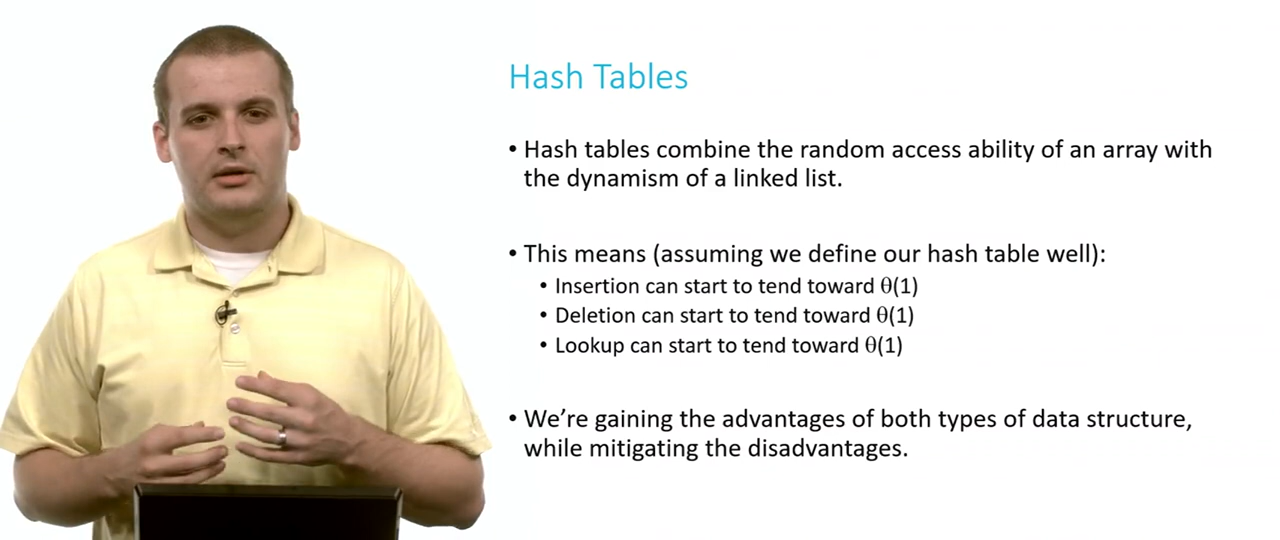 Hash Tables
• Hash tables combine the random access ability of an array with
the dynamism of a linked list.
• This means (assuming we define our hash table well):
• Insertion can start to tend toward θ(1)
• Deletion can start to tend toward θ(1)
• Lookup can start to tend toward θ(1)
• We’re gaining the advantages of both types of data structure,
while mitigating the disadvantages.